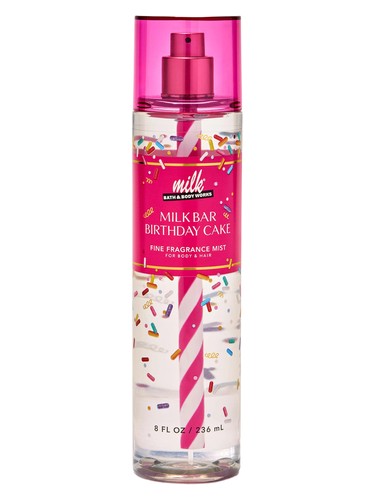 milk
BATH & BODY WORKS
MILK BAR
BIRTHDAY CAKE
FINE FRAGRANCE MIST
FOR BODY & HAIR
8 FL OZ / 236 mL